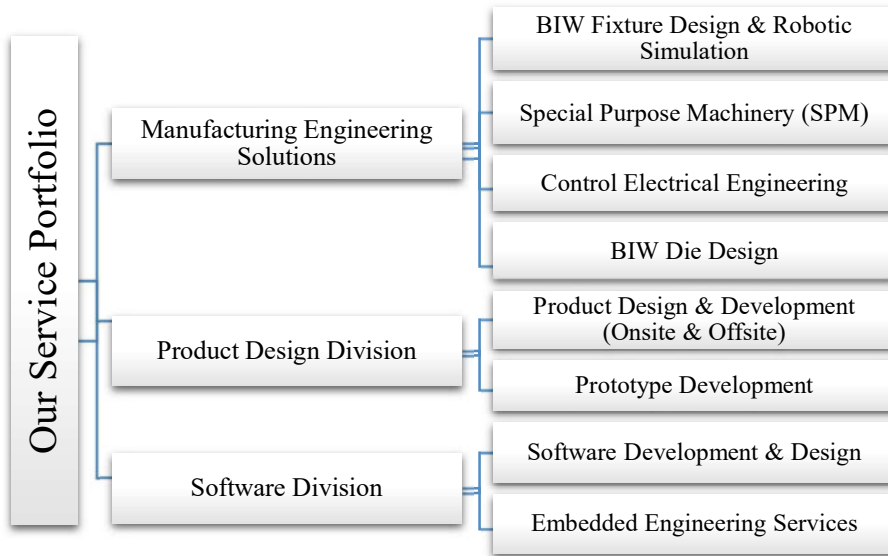 Our Service Portfolio
Manufacturing Engineering
Solutions
BIW Fixture Design & Robotic
Simulation
Special Purpose Machinery (SPM)
Control Electrical Engineering
BIW Die Design
Product Design Division
Product Design & Development
(Onsite & Offsite)
Prototype Development
Software Division
Software Development & Design
Embedded Engineering Services